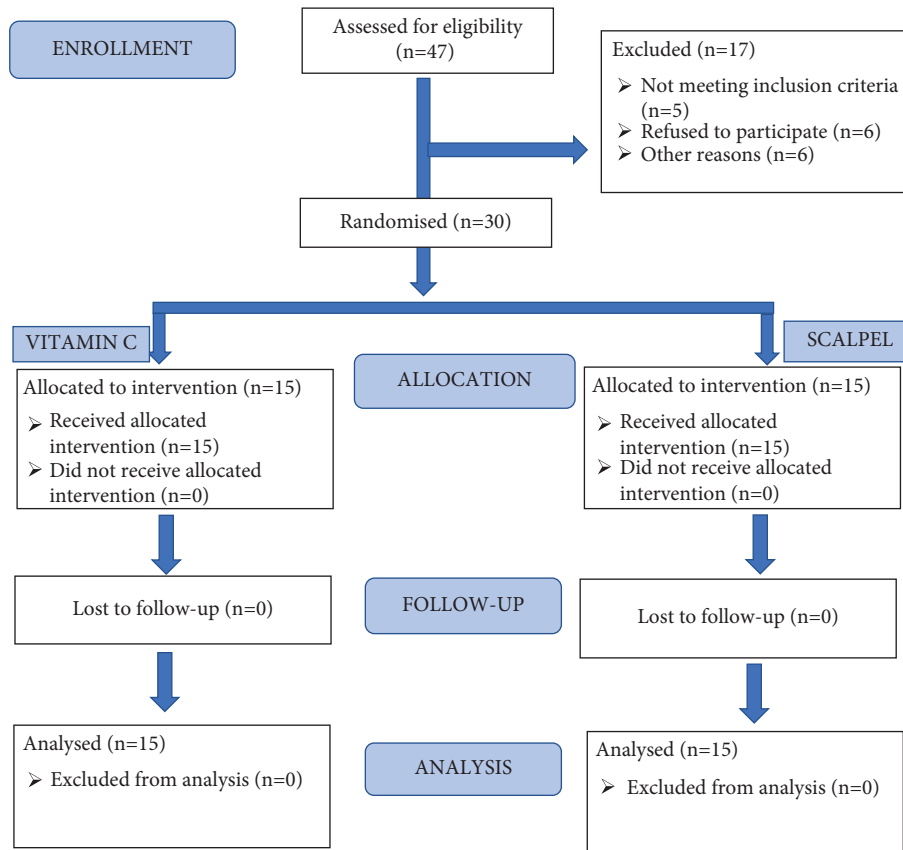 ENROLLMENT
Assessed for eligibility
(n=47)
Excluded (n=17)
➢ Not meeting inclusion criteria
(n=5)
➢ Refused to participate (n=6)
➢ Other reasons (n=6)
Randomised (n=30)
VITAMIN C
SCALPEL
ALLOCATION
Allocated to intervention (n=15)
➢ Received allocated
intervention (n=15)
➢ Did not receive allocated
intervention (n=0)
Allocated to intervention (n=15)
➢ Received allocated
intervention (n=15)
➢ Did not receive allocated
intervention (n=0)
Lost to follow-up (n=0)
FOLLOW-UP
Lost to follow-up (n=0)
Analysed (n=15)
➢ Excluded from analysis (n=0)
ANALYSIS
Analysed (n=15)
➢ Excluded from analysis (n=0)